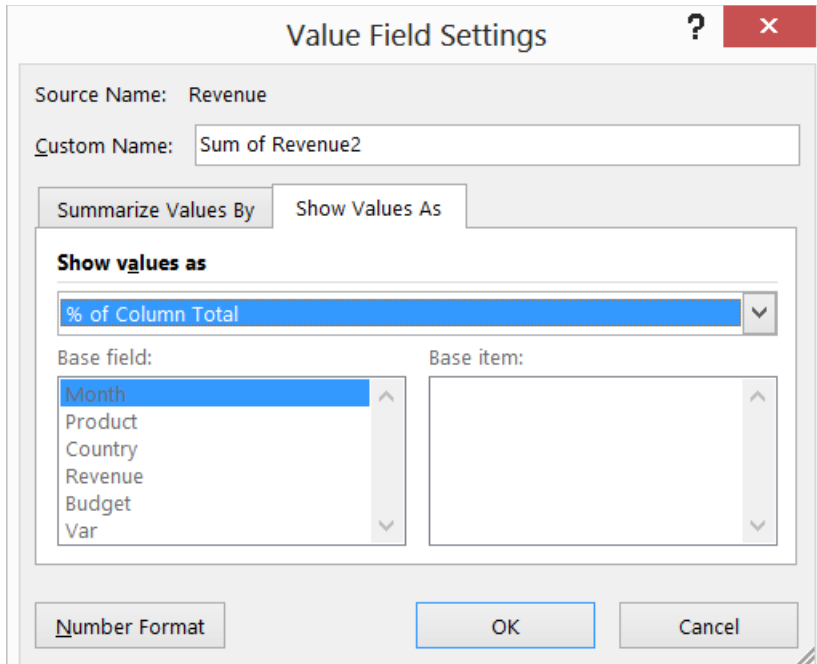 Value Field Settings ?
Source Name: Revenue
Custom Name: Sum of Revenue2
Summarize Values By Show Values As
Show values as
% of Column Total
Base field: Base item:
Month
Product
Country
Revenue
Budget
Var
Number Format OK Cancel